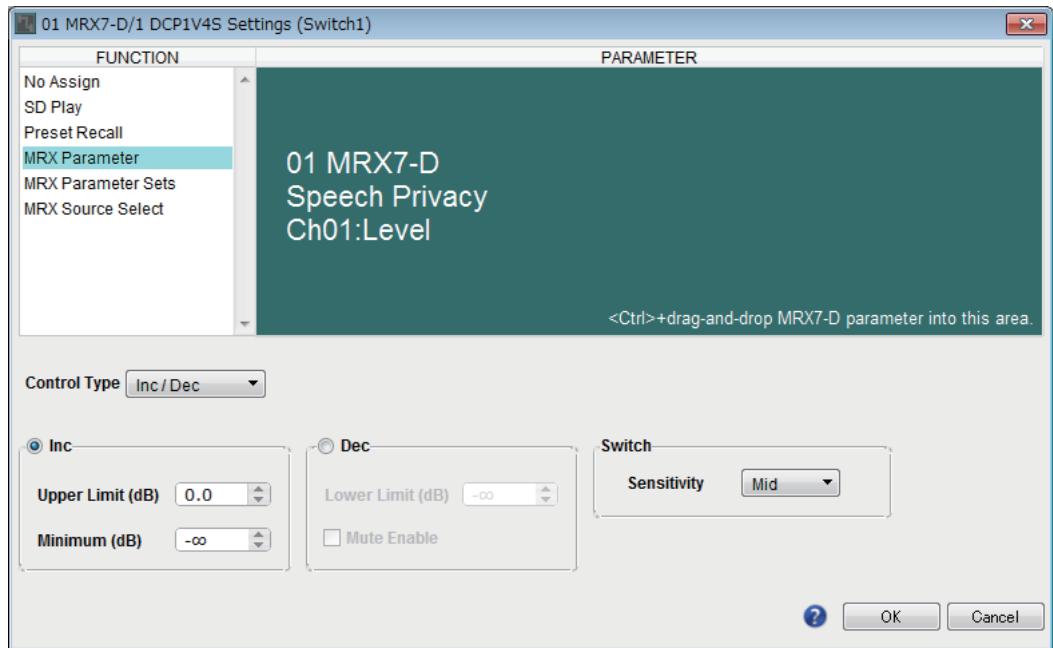 01 MRX7-D/1 DCP1V4S Settings (Switch1)
FUNCTION
PARAMETER
No Assign
SD Play
Preset Recall
MRX Parameter
MRX Parameter Sets
MRX Source Select
01 MRX7-D
Speech Privacy
Ch01:Level
<Ctrl>+drag-and-drop MRX7-D parameter into this area.
Control Type Inc / Dec
Inc
Upper Limit (dB) 0.0
Minimum (dB) -∞
Dec
Lower Limit (dB) -∞
Mute Enable
Switch
Sensitivity Mid
? OK Cancel